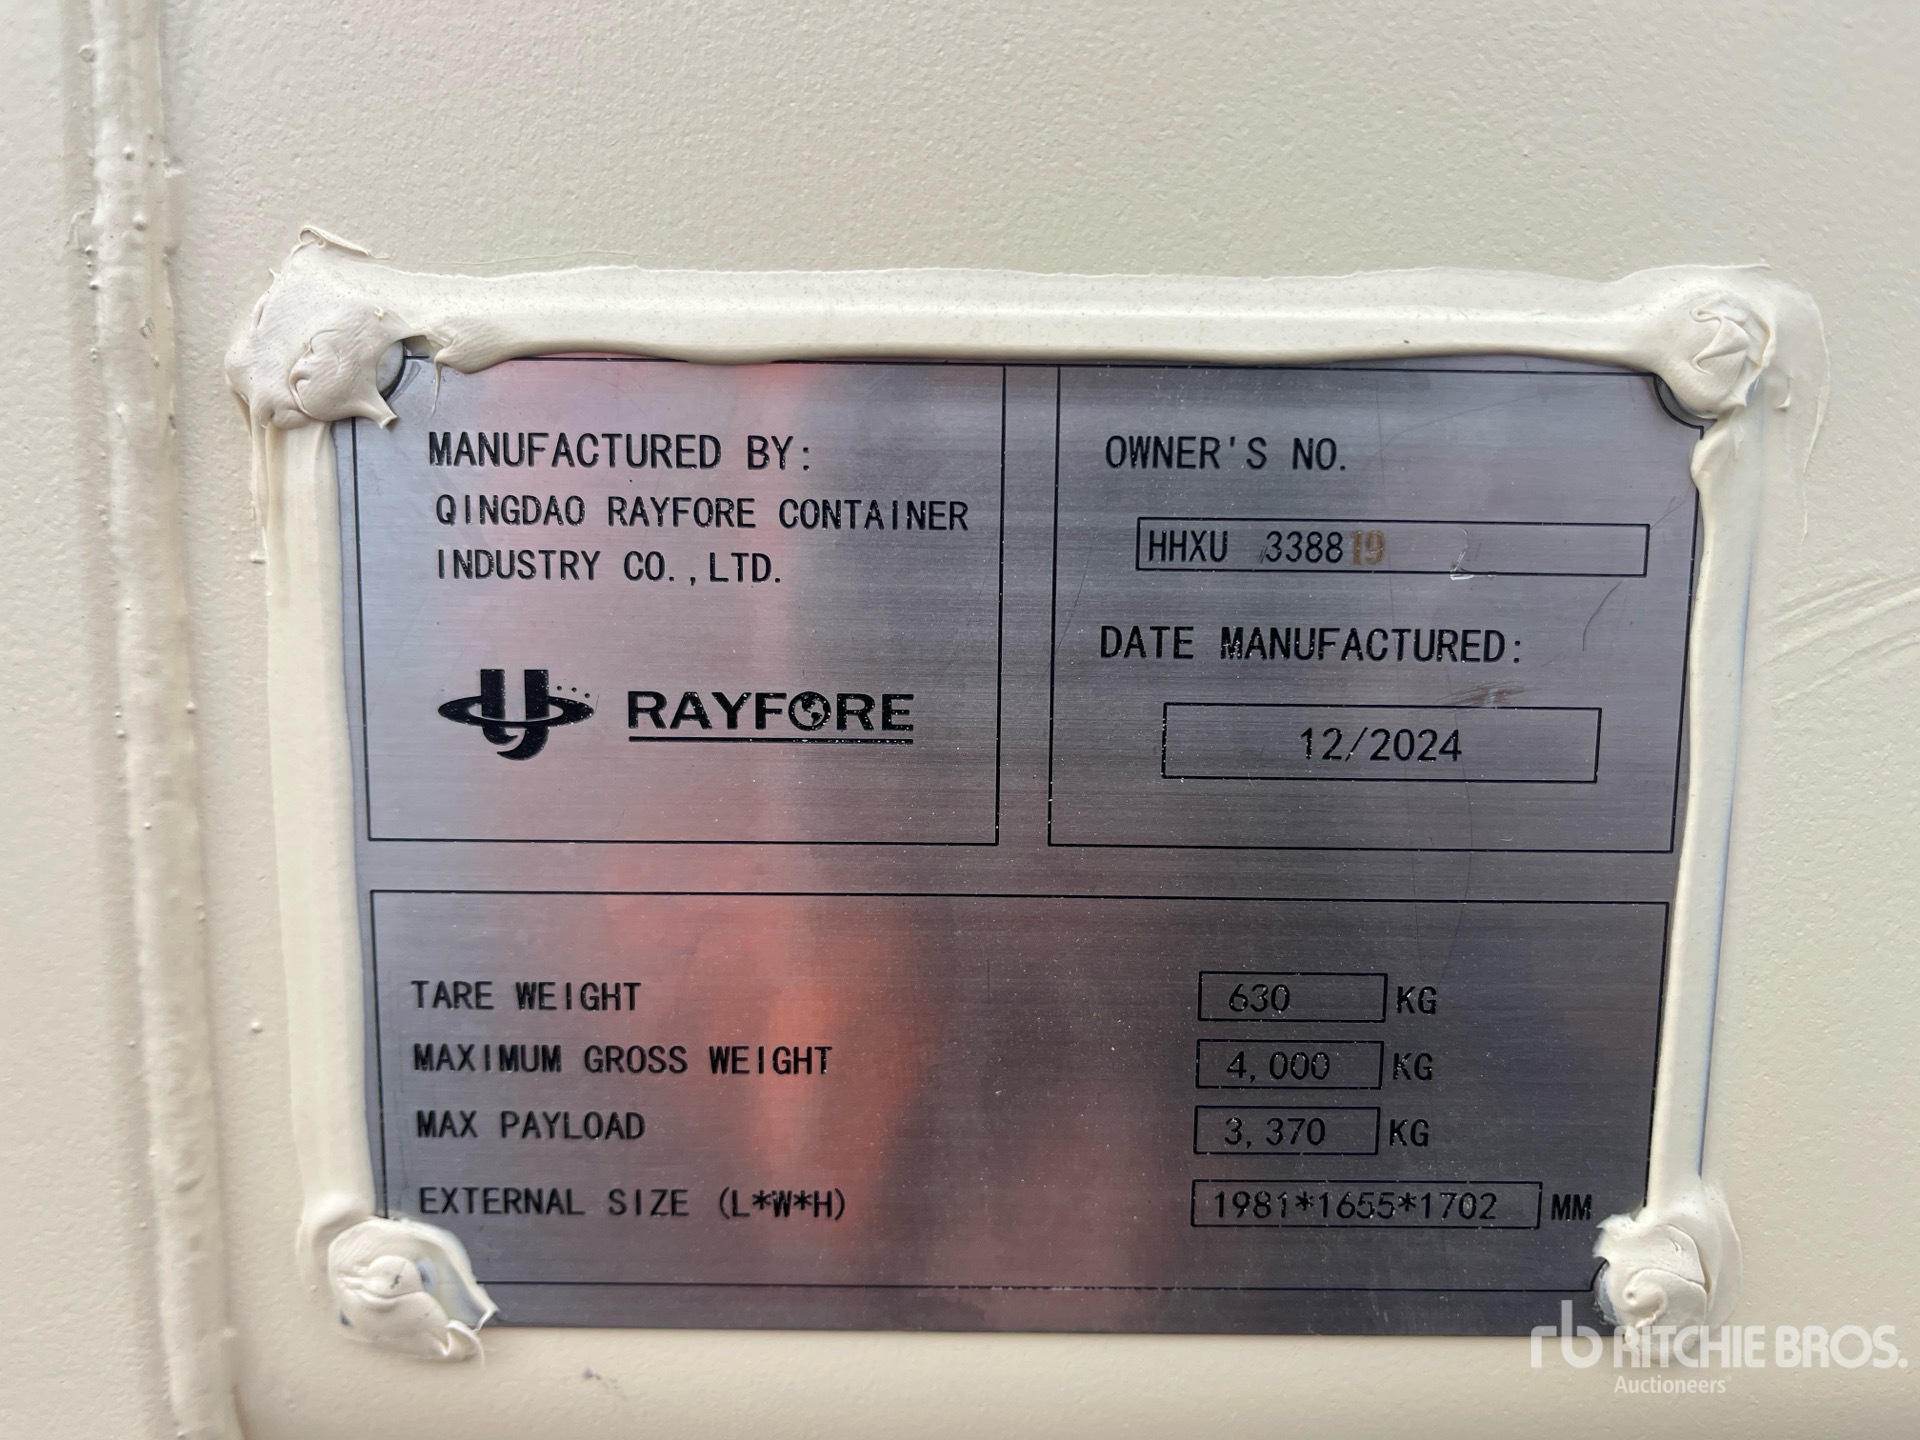 MANUFACTURED BY:
QINGDAO RAYFORE CONTAINER
INDUSTRY CO.,LTD.
RAYFORE
OWNER'S NO.
HHXU 338819
DATE MANUFACTURED:
12/2024
TARE WEIGHT 630 KG
MAXIMUM GROSS WEIGHT 4,000 KG
MAX PAYLOAD 3,370 KG
EXTERNAL SIZE (L*W*H) 1981*1655*1702 MM
rb RITCHIE BROS.
Auctioneers